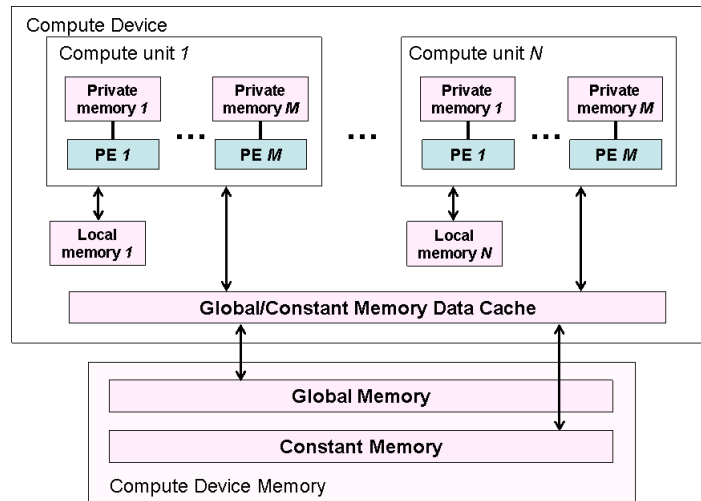 Compute Device
Compute unit 1
Compute unit N
Private memory 1
Private memory M
Private memory 1
Private memory M
... ... ...
PE 1
PE M
PE 1
PE M
Local memory 1
Local memory N
Global/Constant Memory Data Cache
Global Memory
Constant Memory
Compute Device Memory